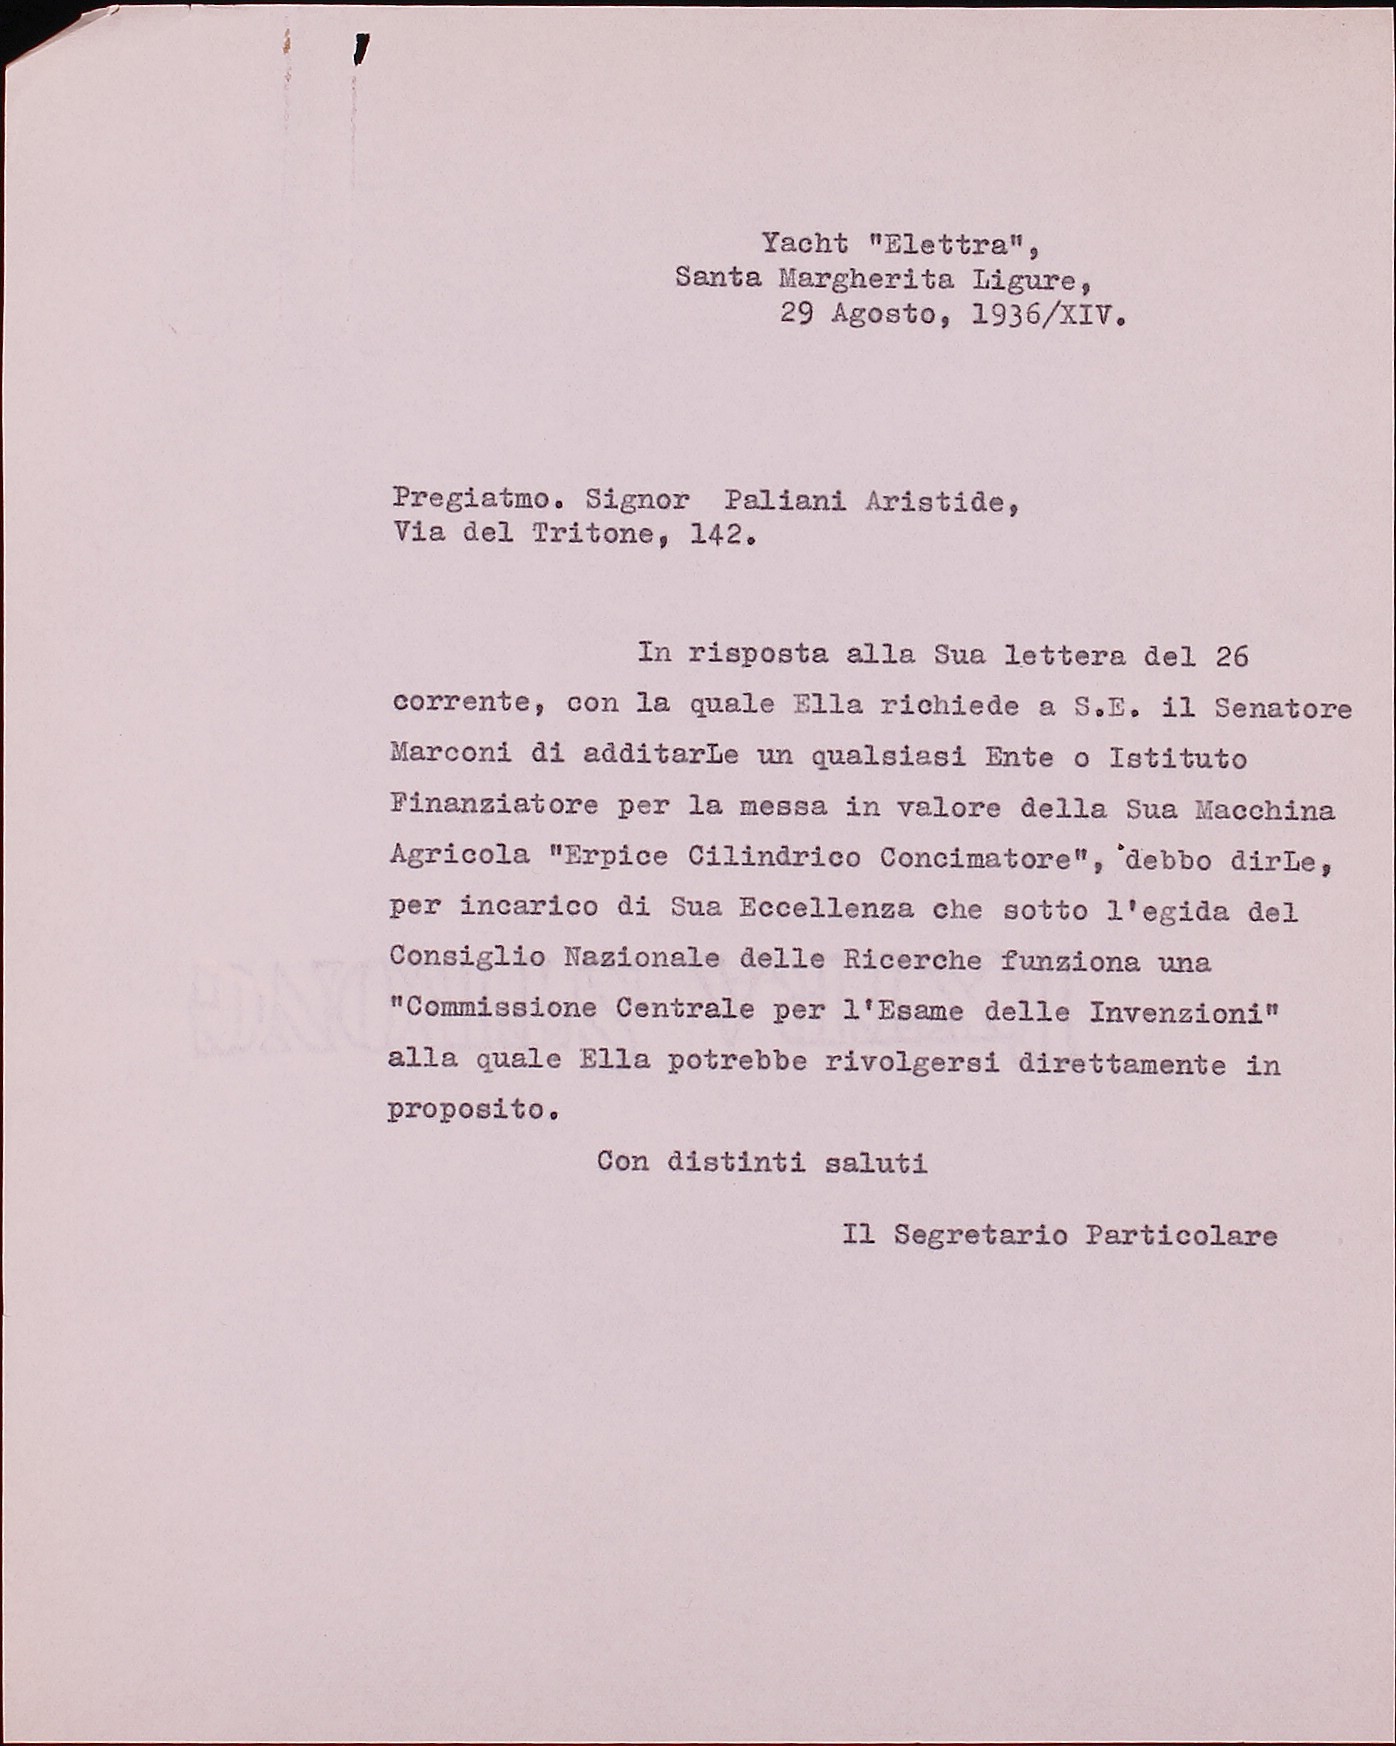 Yacht "Elettra",
Santa Margherita Ligure,
29 Agosto, 1936/XIV.
Pregiatmo. Signor Paliani Aristide,
Via del Tritone, 142.
In risposta alla Sua lettera del 26
corrente, con la quale Ella richiede a S.E. il Senatore
Marconi di additarLe un qualsiasi Ente o Istituto
Finanziatore per la messa in valore della Sua Macchina
Agricola "Erpice Cilindrico Concimatore", debbo dirLe,
per incarico di Sua Eccellenza che sotto l'egida del
Consiglio Nazionale delle Ricerche funziona una
"Commissione Centrale per l'Esame delle Invenzioni"
alla quale Ella potrebbe rivolgersi direttamente in
proposito.
Con distinti saluti
Il Segretario Particolare